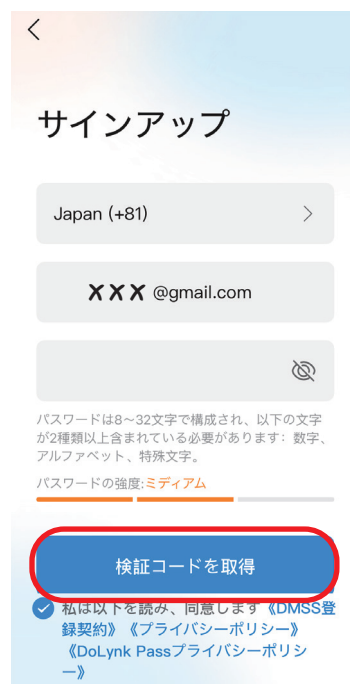 サインアップ
Japan (+81)
XXX @gmail.com
パスワードは8～32文字で構成され、以下の文字
が2種類以上含まれている必要があります：数字、
アルファベット、特殊文字。
パスワードの強度:ミディアム
検証コードを取得
私は以下を読み、同意します《DMSS登
録契約》《プライバシーポリシー》
《DoLynk Passプライバシーポリシ
ー》